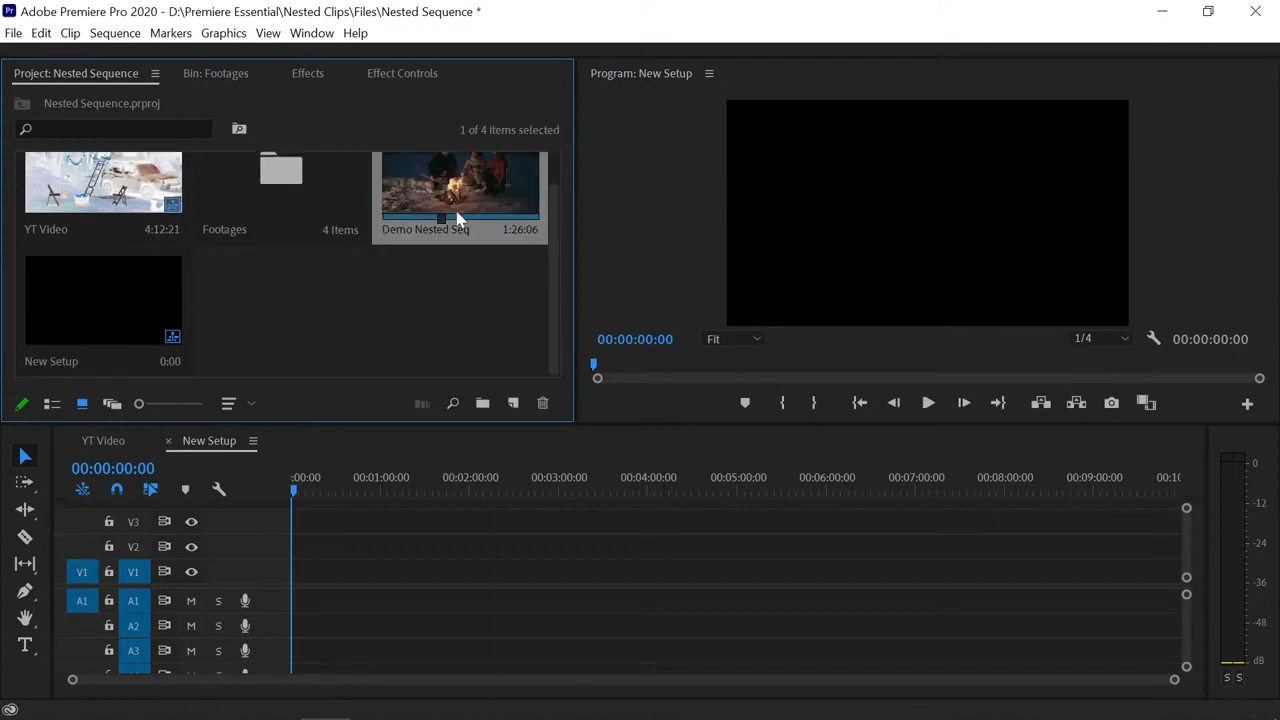 Adobe Premiere Pro 2020 - D:\Premiere Essential\Nested Clips\Files\Nested Sequence *
File Edit Clip Sequence Markers Graphics View Window Help
Project: Nested Sequence Bin: Footages Effects Effect Controls
Nested Sequence.prproj
1 of 4 items selected
YT Video 4:12:21
Footages 4 Items
Demo Nested Seq 1:26:06
New Setup 0:00
Program: New Setup
00:00:00:00 Fit 1/4 00:00:00:00
YT Video × New Setup
00:00:00:00
:00:00 00:01:00:00 00:02:00:00 00:03:00:00 00:04:00:00 00:05:00:00 00:06:00:00 00:07:00:00 00:08:00:00 00:09:00:00 00:10
V3
V2
V1 V1
A1 A1 M S
A2 M S
A3 M S
0
-12
-24
-36
-48
dB
S S